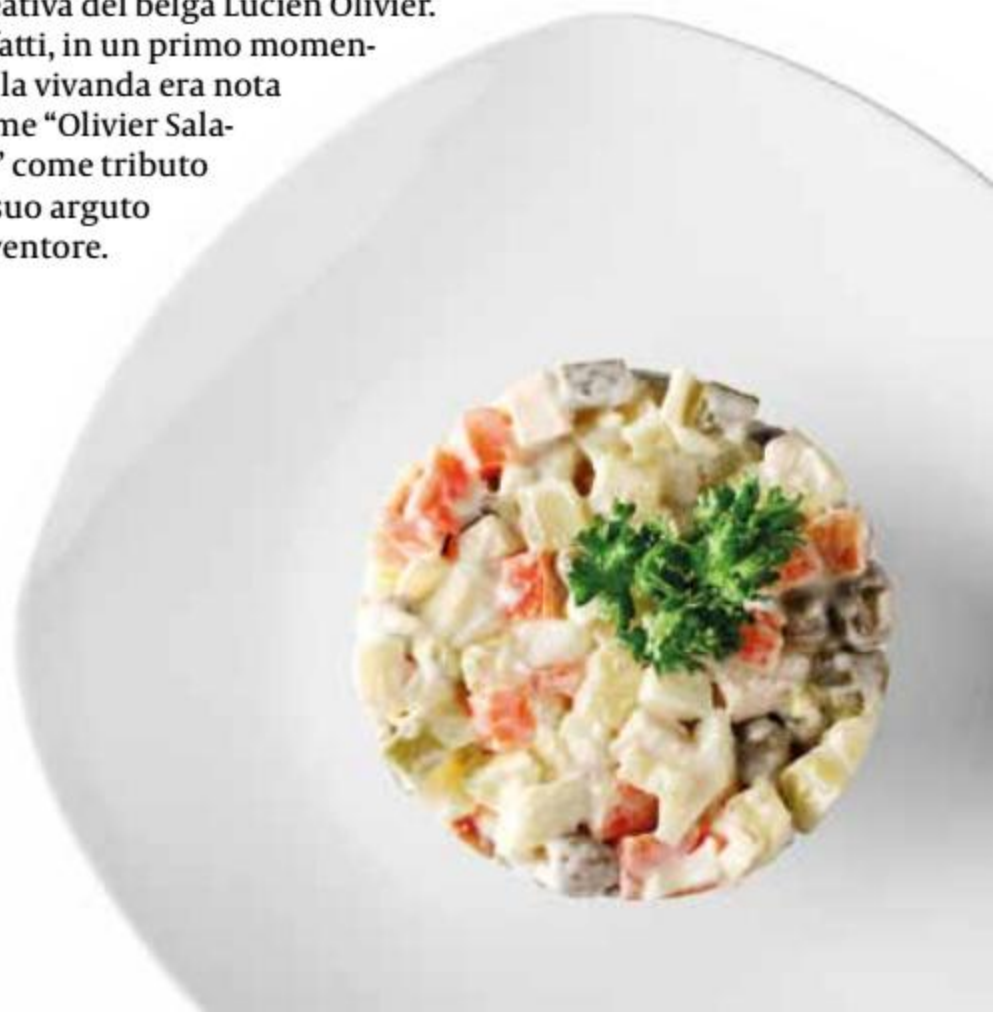 eativa del belga Lucien Olivier.
fatti, in un primo momen-
la vivanda era nota
me “Olivier Sala-
” come tributo
suo arguto
ventore.